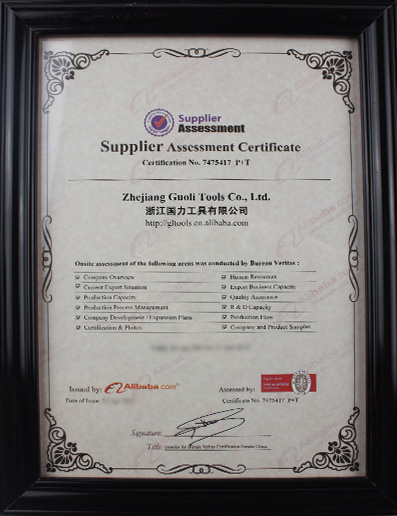 Supplier
Assessment
Supplier Assessment Certificate
Certification No. 7475417 P+T
Zhejiang Guoli Tools Co., Ltd.
浙江国力工具有限公司
http://gltools.en.alibaba.com
Onsite assessment of the following areas was conducted by Bureau Veritas :
Company Overview Human Resources
Current Export Situation Export Business Capacity
Production Capacity Quality Assurance
Production Process Management R & D Capacity
Company Development / Expansion Plans Production Flow
Certification & Photos Company and Product Samples
Issued by: Alibaba.com Assessed by:
Date of Issue: Certificate No. 7475417 P+T
Signature:
Title: